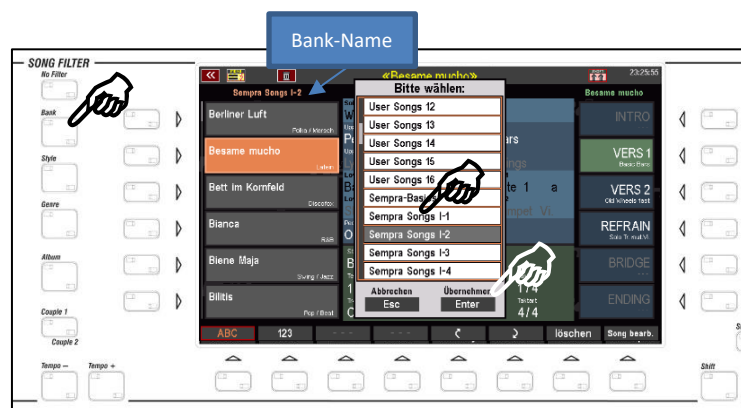 Bank-Name
SONG FILTER
No Filter
Bank
Style
Genre
Album
Couple 1
Couple 2
Tempo – Tempo +
Shift
«Besame mucho»
23:25:55
Sempra Songs I-2
Besame mucho
Berliner Luft
Polka / Marsch
Besame mucho
Latein
Bett im Kornfeld
Discofox
Bianca
R&B
Biene Maja
Swing / Jazz
Bilitis
Pop / Beat
Bitte wählen:
User Songs 12
User Songs 13
User Songs 14
User Songs 15
User Songs 16
Sempra-Basics
Sempra Songs I-1
Sempra Songs I-2
Sempra Songs I-3
Sempra Songs I-4
Abbrechen Übernehmen
Esc Enter
Taktart
4/4
INTRO
VERS 1
VERS 2
Old Wheels fast
REFRAIN
BRIDGE
ENDING
ABC 123 --- --- löschen Song bearb.